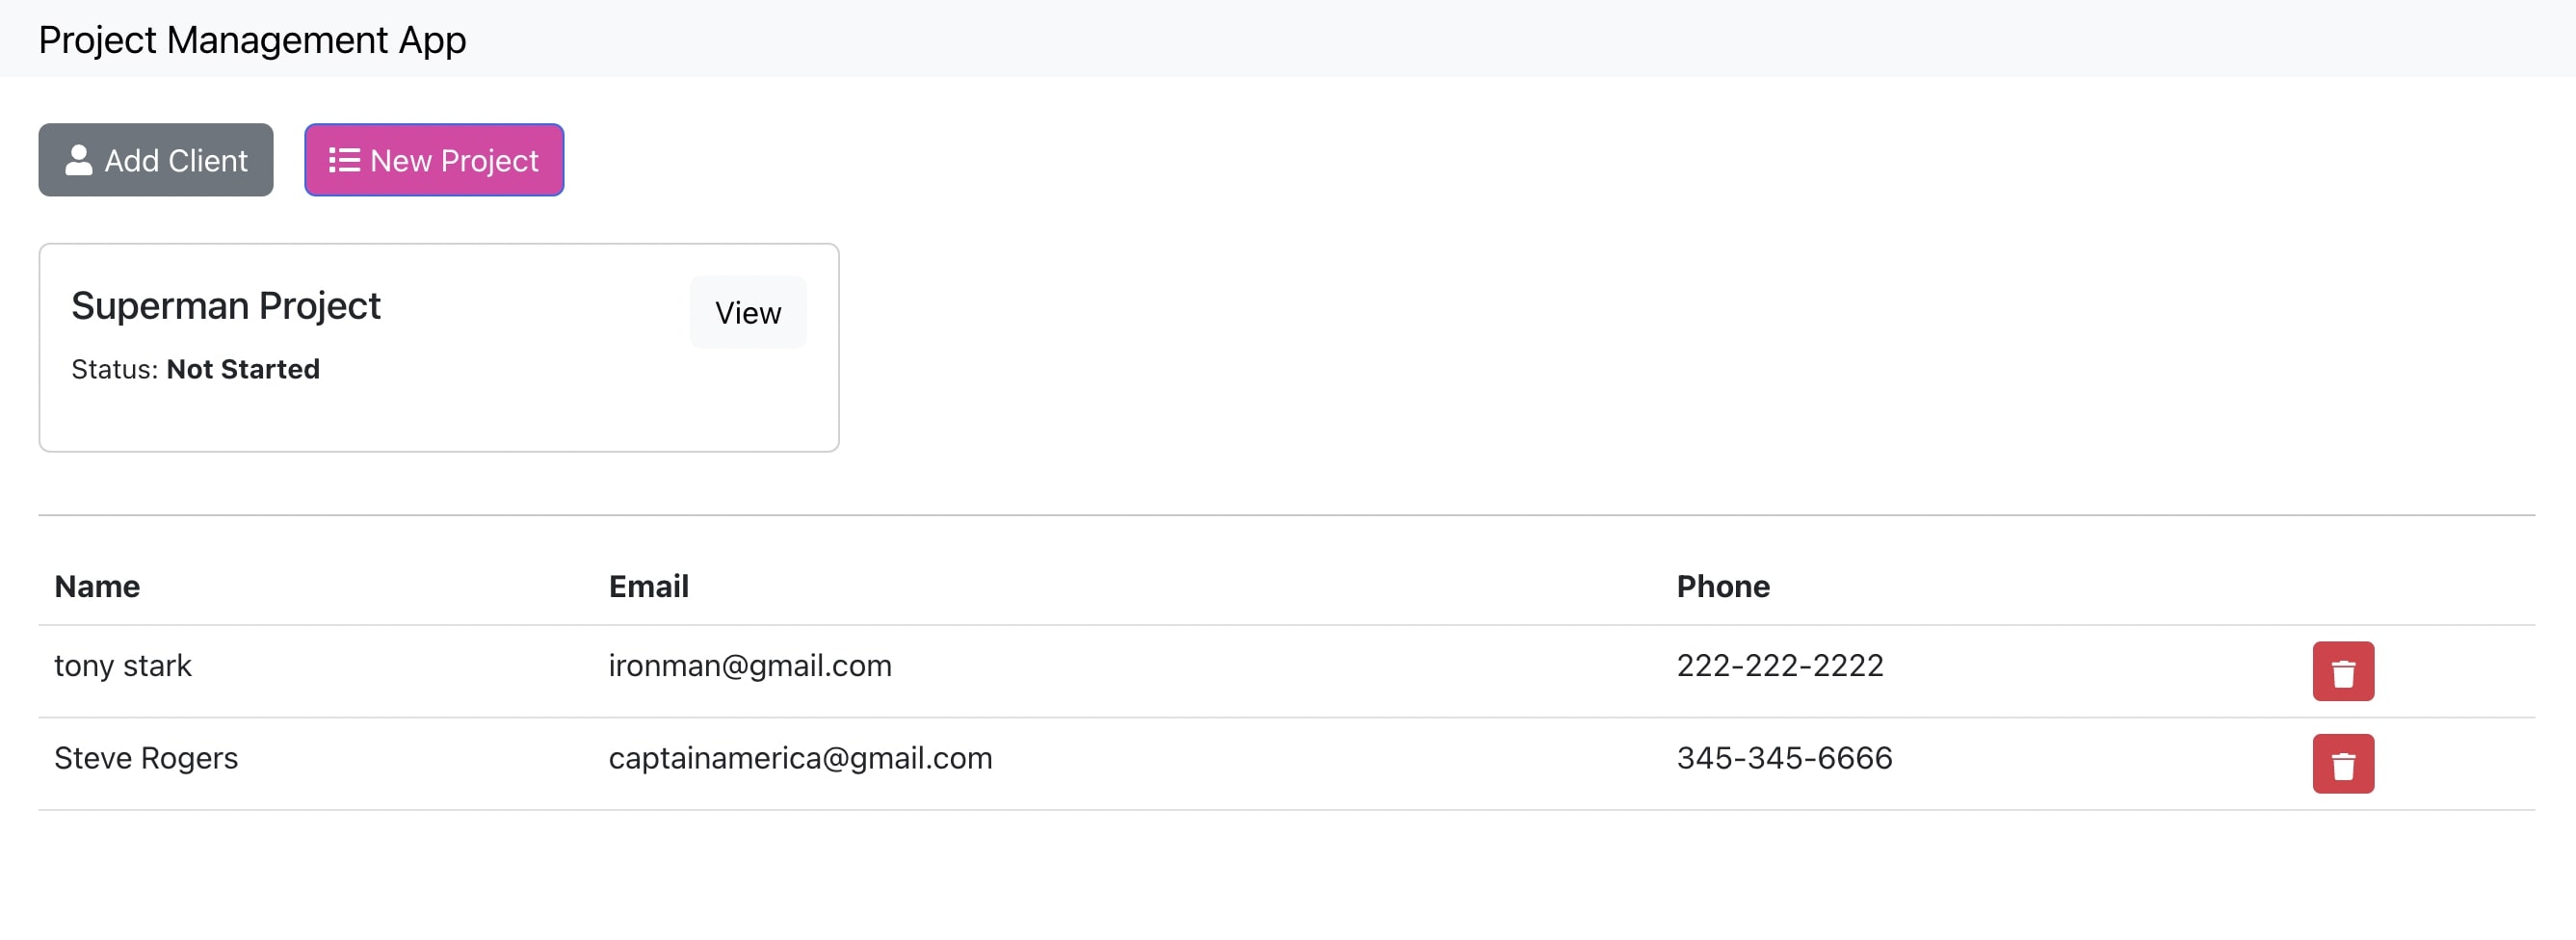 Project Management App
Add Client New Project
Superman Project View
Status: Not Started
Name Email Phone
tony stark ironman@gmail.com 222-222-2222
Steve Rogers captainamerica@gmail.com 345-345-6666